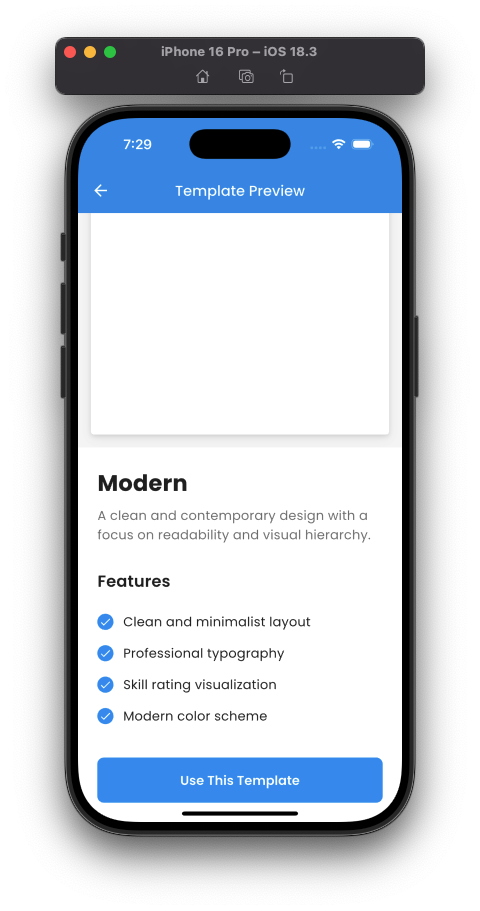 iPhone 16 Pro – iOS 18.3
7:29
Template Preview
Modern
A clean and contemporary design with a
focus on readability and visual hierarchy.
Features
Clean and minimalist layout
Professional typography
Skill rating visualization
Modern color scheme
Use This Template